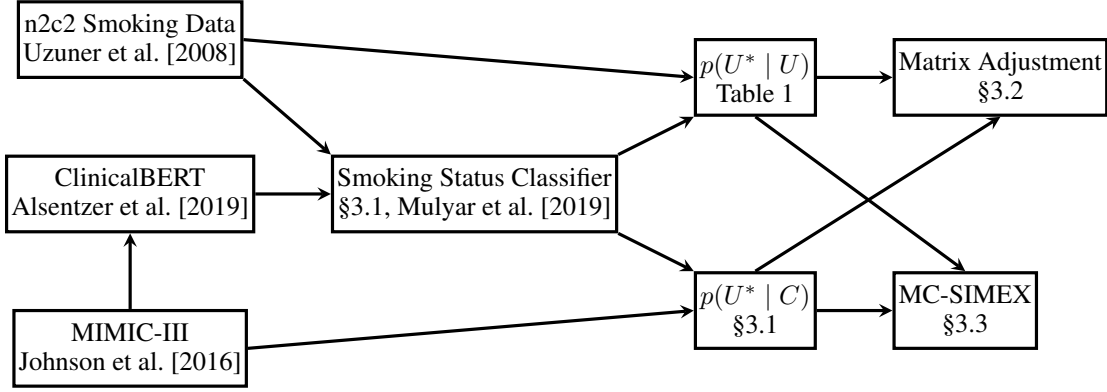 n2c2 Smoking Data
Uzuner et al. [2008]
p(U* | U)
Table 1
Matrix Adjustment
§3.2
ClinicalBERT
Alsentzer et al. [2019]
Smoking Status Classifier
§3.1, Mulyar et al. [2019]
MIMIC-III
Johnson et al. [2016]
p(U* | C)
§3.1
MC-SIMEX
§3.3